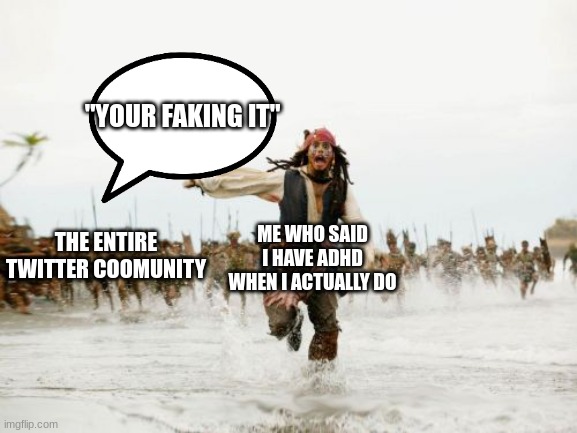 "YOUR FAKING IT"
THE ENTIRE
TWITTER COOMUNITY
ME WHO SAID
I HAVE ADHD
WHEN I ACTUALLY DO
imgflip.com